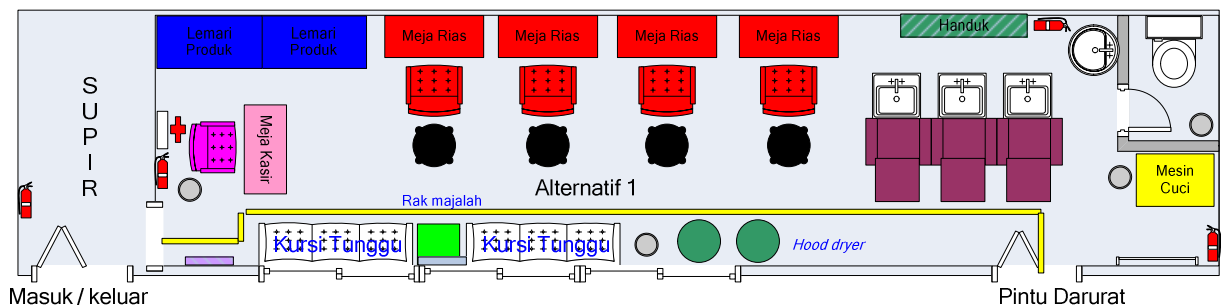 SUPIR
Lemari
Produk
Lemari
Produk
Meja Rias
Meja Rias
Meja Rias
Meja Rias
Handuk
Meja Kasir
Mesin
Cuci
Alternatif 1
Rak majalah
Kursi Tunggu
Kursi Tunggu
Hood dryer
Masuk / keluar
Pintu Darurat